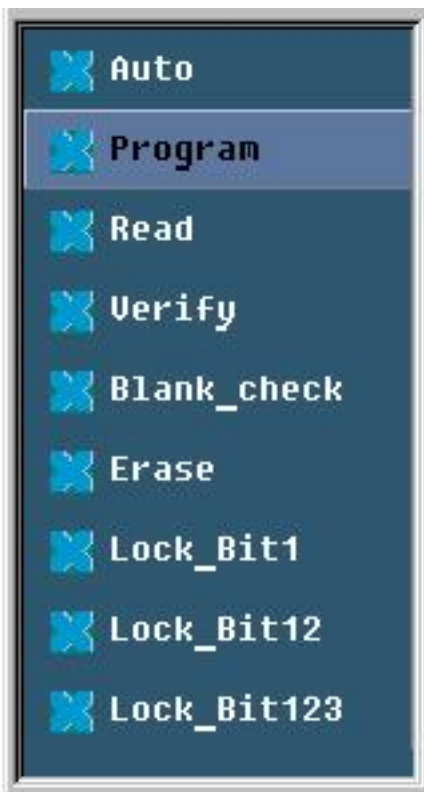 Auto
Program
Read
Verify
Blank_check
Erase
Lock_Bit1
Lock_Bit12
Lock_Bit123